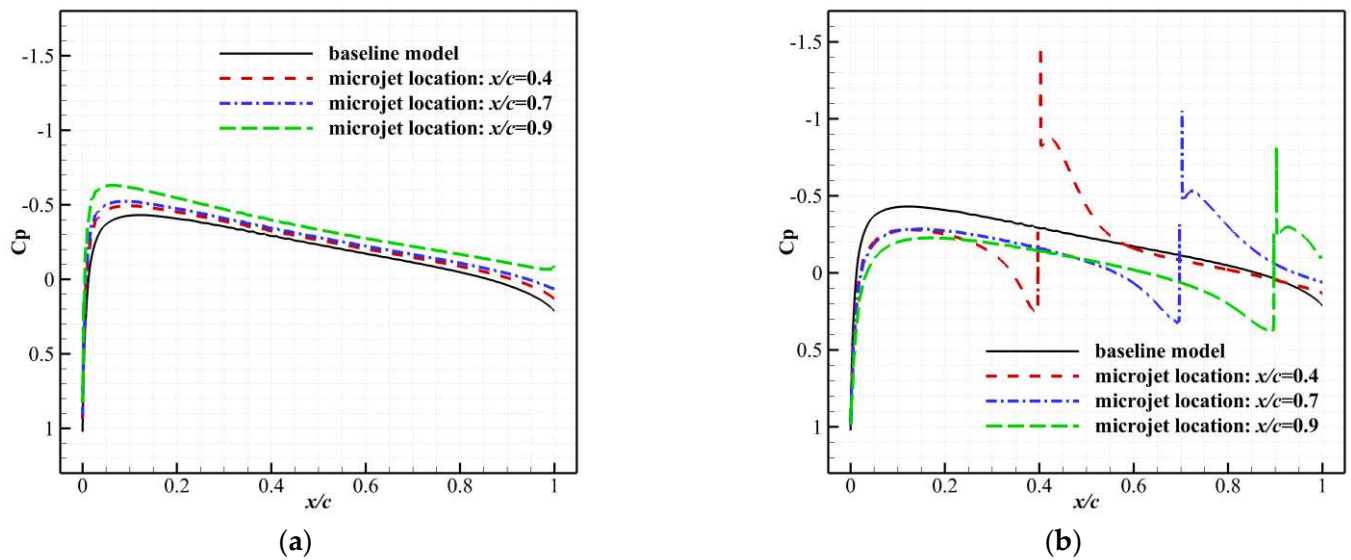 -1.5
-1
-0.5
0
0.5
1
Cp
baseline model
microjet location: x/c=0.4
microjet location: x/c=0.7
microjet location: x/c=0.9
0 0.2 0.4 0.6 0.8 1
x/c
(a)
-1.5
-1
-0.5
0
0.5
1
Cp
baseline model
microjet location: x/c=0.4
microjet location: x/c=0.7
microjet location: x/c=0.9
0 0.2 0.4 0.6 0.8 1
x/c
(b)